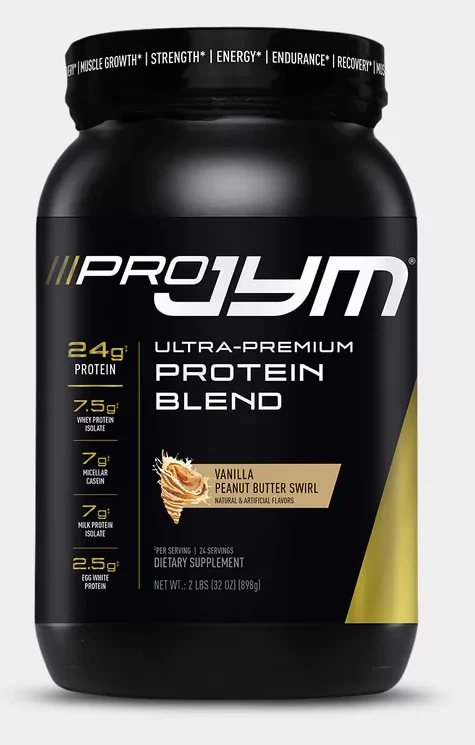 | MUSCLE GROWTH* | STRENGTH* | ENERGY* | ENDURANCE* | RECOVERY* |
PRO JYM®
24g‡
PROTEIN
7.5g‡
WHEY PROTEIN
ISOLATE
7g‡
MICELLAR
CASEIN
7g‡
MILK PROTEIN
ISOLATE
2.5g‡
EGG WHITE
PROTEIN
ULTRA-PREMIUM
PROTEIN
BLEND
VANILLA
PEANUT BUTTER SWIRL
NATURAL & ARTIFICIAL FLAVORS
‡PER SERVING | 24 SERVINGS
DIETARY SUPPLEMENT
NET WT.: 2 LBS (32 OZ) (898g)